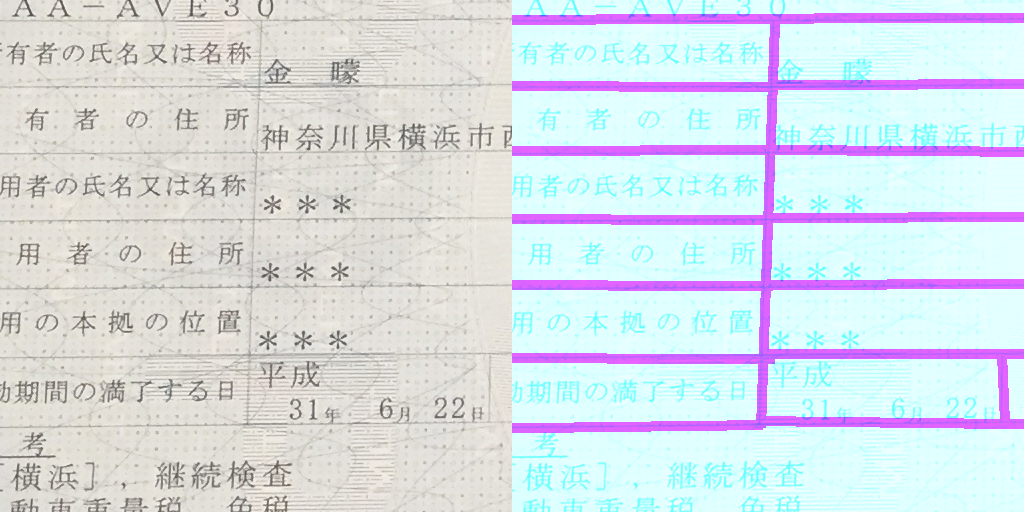 AA－AVE30
有者の氏名又は名称
金　曚
有者の住所
神奈川県横浜市
用者の氏名又は名称
＊＊＊
用者の住所
＊＊＊
用の本拠の位置
＊＊＊
期間の満了する日
平成
31年 6月 22日
考
[横浜], 継続検査
動車重量税 免税
AA－AVE30
有者の氏名又は名称
金　曚
有者の住所
神奈川県横浜市
用者の氏名又は名称
＊＊＊
用者の住所
＊＊＊
用の本拠の位置
＊＊＊
期間の満了する日
平成
31年 6月 22日
考
[横浜], 継続検査
動車重量税 免税